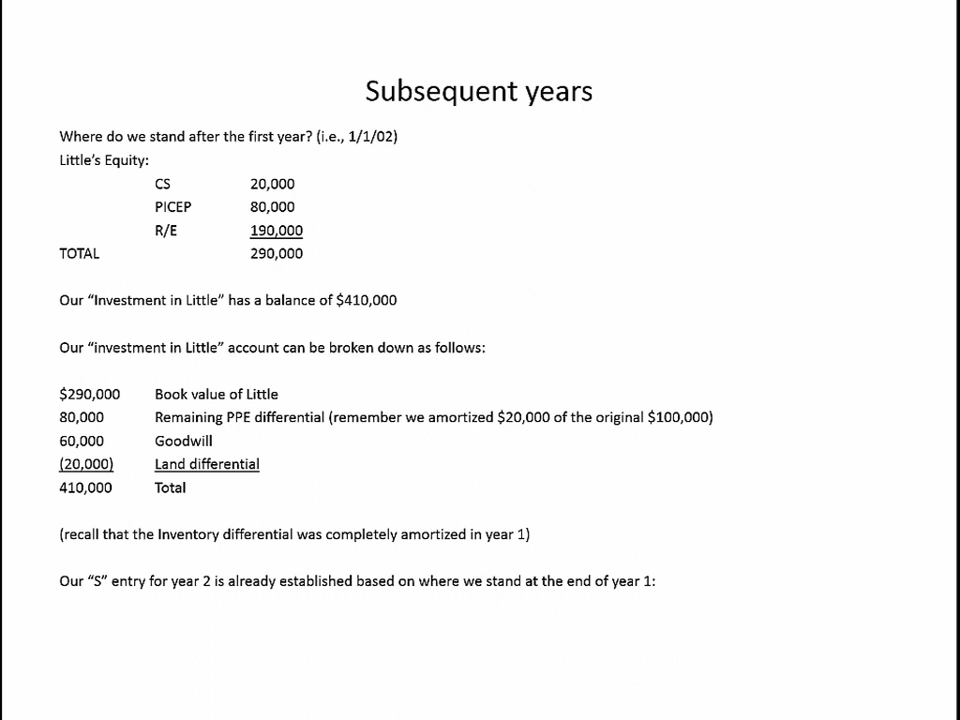 Subsequent years
Where do we stand after the first year? (i.e., 1/1/02)
Little's Equity:
CS 20,000
PICEP 80,000
R/E 190,000
TOTAL 290,000
Our “Investment in Little” has a balance of $410,000
Our “investment in Little” account can be broken down as follows:
$290,000 Book value of Little
80,000 Remaining PPE differential (remember we amortized $20,000 of the original $100,000)
60,000 Goodwill
(20,000) Land differential
410,000 Total
(recall that the Inventory differential was completely amortized in year 1)
Our “S” entry for year 2 is already established based on where we stand at the end of year 1: